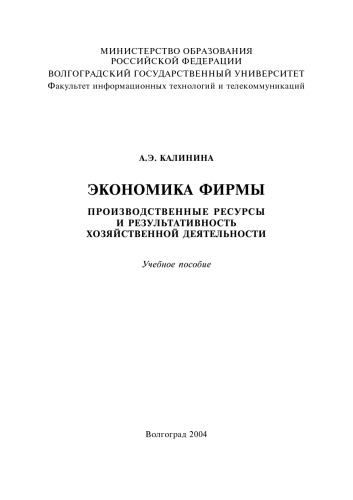 МИНИСТЕРСТВО ОБРАЗОВАНИЯ
РОССИЙСКОЙ ФЕДЕРАЦИИ
ВОЛГОГРАДСКИЙ ГОСУДАРСТВЕННЫЙ УНИВЕРСИТЕТ
Факультет информационных технологий и телекоммуникаций
А.Э. КАЛИНИНА
ЭКОНОМИКА ФИРМЫ
ПРОИЗВОДСТВЕННЫЕ РЕСУРСЫ
И РЕЗУЛЬТАТИВНОСТЬ
ХОЗЯЙСТВЕННОЙ ДЕЯТЕЛЬНОСТИ
Учебное пособие
Волгоград 2004